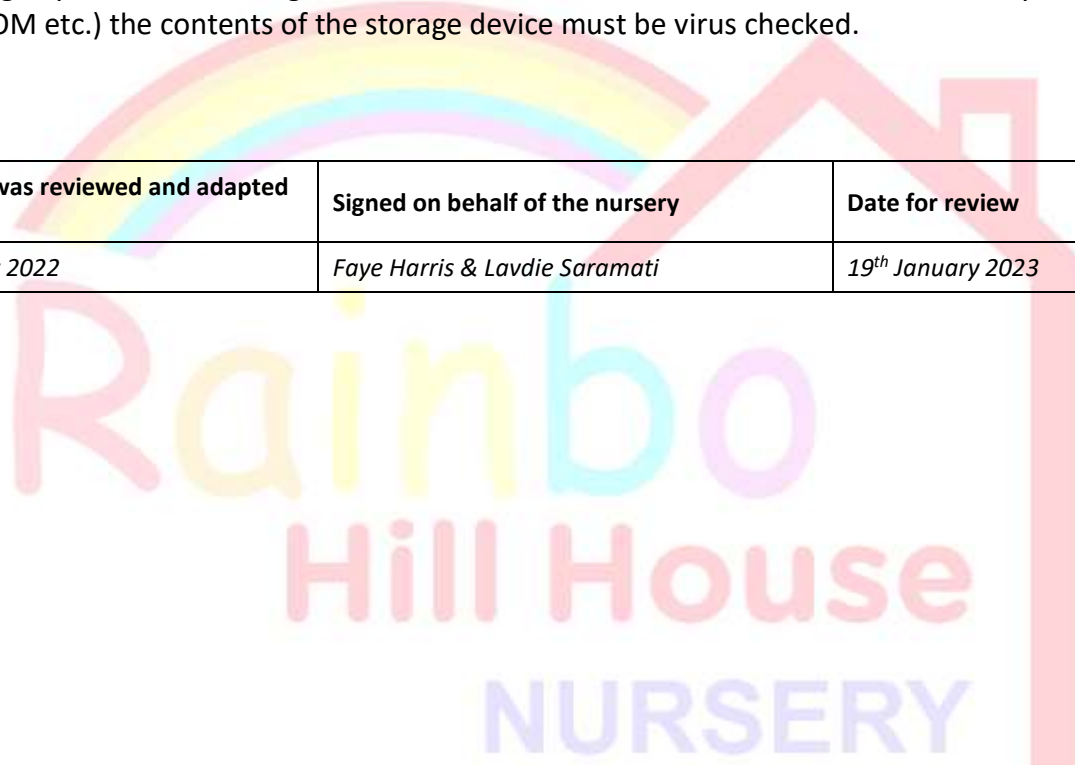 OM etc.) the contents of the storage device must be virus checked.
was reviewed and adapted
Signed on behalf of the nursery
Date for review
2022
Faye Harris & Lavdie Saramati
19th January 2023
Rainbo
Hill House
NURSERY